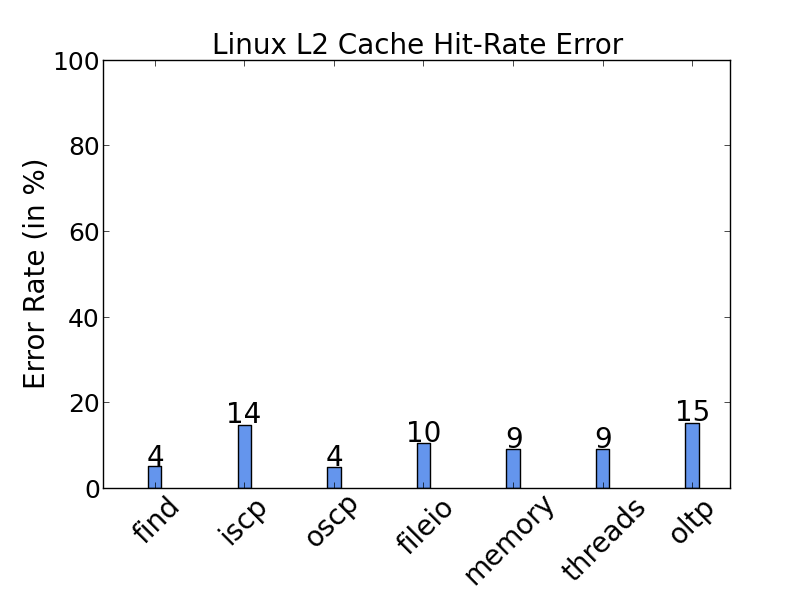 Linux L2 Cache Hit-Rate Error
Error Rate (in %)
100
80
60
40
20
0
4
14
4
10
9
9
15
find
iscp
oscp
fileio
memory
threads
oltp